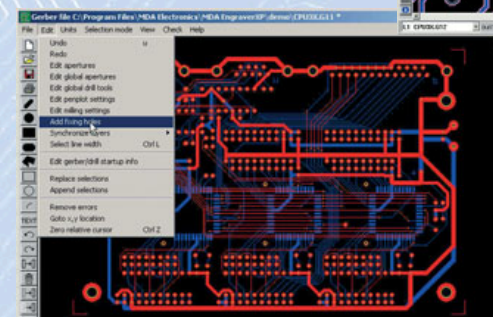 Gerber file C:\Program Files\MDA Electronics\MDA EngraverXP\demo\CPU3X.G11 *
File Edit Units Selection mode View Check Help
Undo u
Redo
Edit apertures
Edit global apertures
Edit global drill tools
Edit penplot settings
Edit milling settings
Add fixing holes
Synchronize layers
Select line width Ctrl L
Edit gerber/drill startup info
Replace selections
Append selections
Remove errors
Goto x,y location
Zero relative cursor Ctrl Z
TEXT